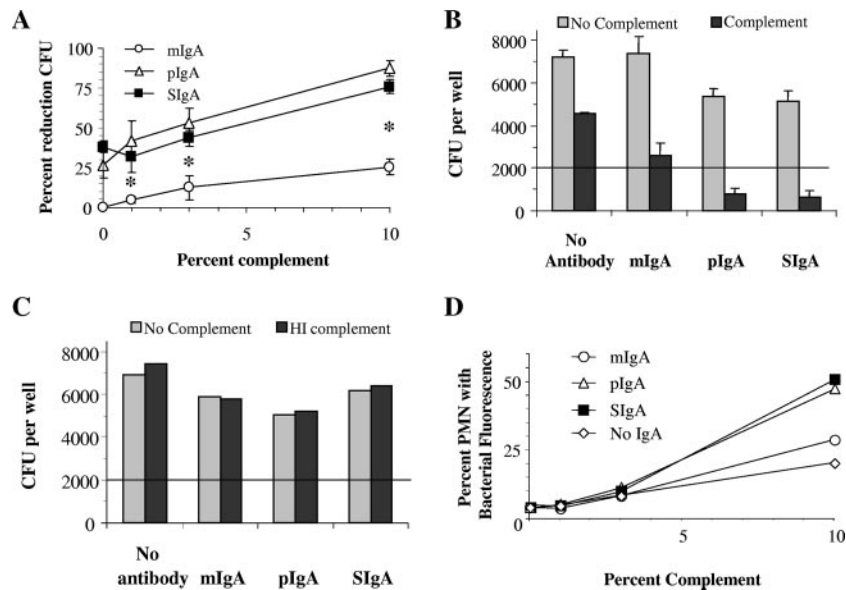 A
mIgA
pIgA
SIgA
Percent reduction CFU
100
75
50
25
0
*
*
*
0
5
10
Percent complement
B
No Complement
Complement
CFU per well
8000
6000
4000
2000
0
No
Antibody
mIgA
pIgA
SIgA
C
No Complement
HI complement
CFU per well
8000
6000
4000
2000
0
No
antibody
mIgA
pIgA
SIgA
D
mIgA
pIgA
SIgA
No IgA
Percent PMN with
Bacterial Fluorescence
50
25
0
5
10
Percent Complement